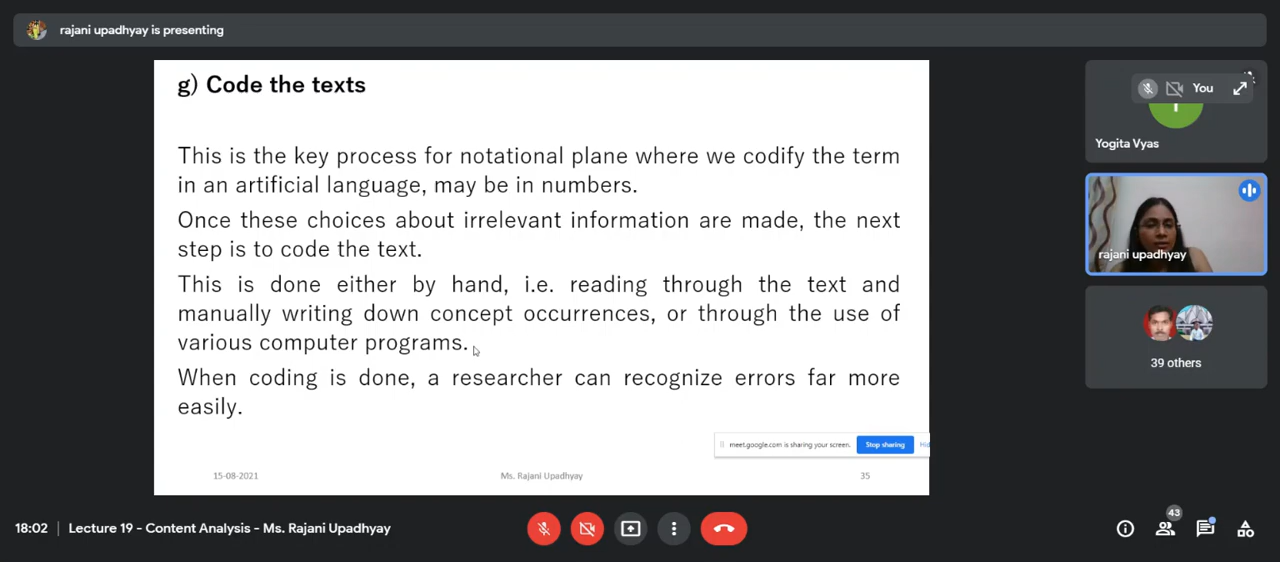 rajani upadhyay is presenting
g) Code the texts
This is the key process for notational plane where we codify the term
in an artificial language, may be in numbers.
Once these choices about irrelevant information are made, the next
step is to code the text.
This is done either by hand, i.e. reading through the text and
manually writing down concept occurrences, or through the use of
various computer programs.
When coding is done, a researcher can recognize errors far more
easily.
meet.google.com is sharing your screen.
Stop sharing
Hid
15-08-2021
Ms. Rajani Upadhyay
35
You
Yogita Vyas
rajani upadhyay
39 others
18:02
Lecture 19 - Content Analysis - Ms. Rajani Upadhyay
43